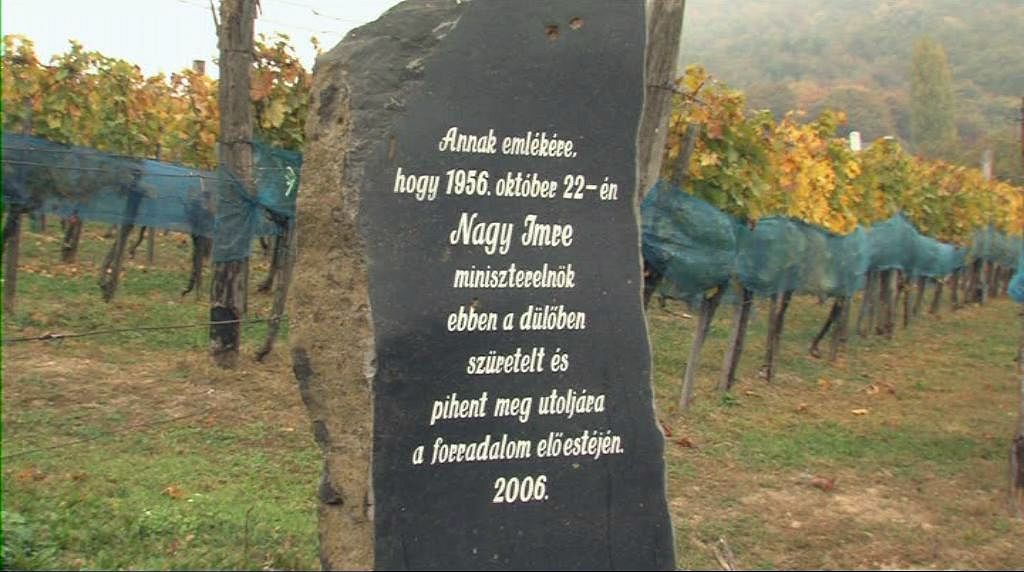 Annak emlékére,
hogy 1956. október 22-én
Nagy Imre
miniszterelnök
ebben a dülőben
szüretelt és
pihent meg utoljára
a forradalom előestéjén.
2006.